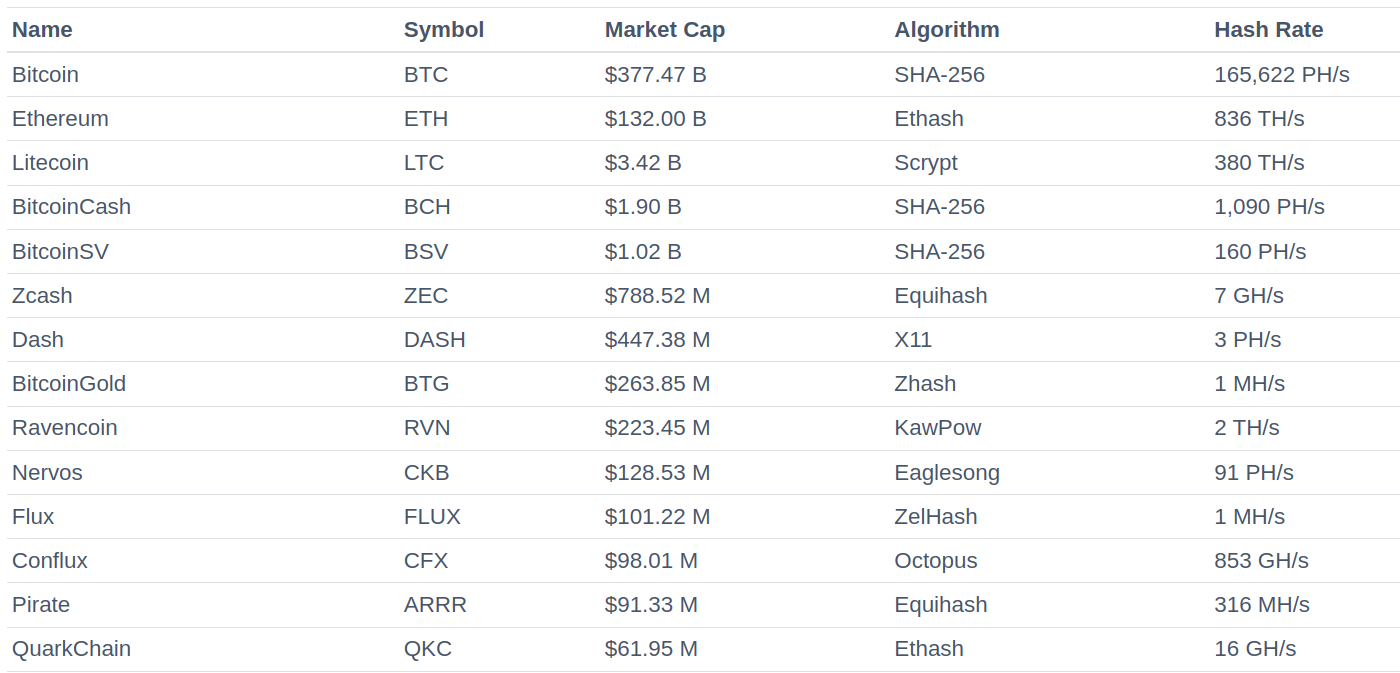 Name Symbol Market Cap Algorithm Hash Rate
Bitcoin BTC $377.47 B SHA-256 165,622 PH/s
Ethereum ETH $132.00 B Ethash 836 TH/s
Litecoin LTC $3.42 B Scrypt 380 TH/s
BitcoinCash BCH $1.90 B SHA-256 1,090 PH/s
BitcoinSV BSV $1.02 B SHA-256 160 PH/s
Zcash ZEC $788.52 M Equihash 7 GH/s
Dash DASH $447.38 M X11 3 PH/s
BitcoinGold BTG $263.85 M Zhash 1 MH/s
Ravencoin RVN $223.45 M KawPow 2 TH/s
Nervos CKB $128.53 M Eaglesong 91 PH/s
Flux FLUX $101.22 M ZelHash 1 MH/s
Conflux CFX $98.01 M Octopus 853 GH/s
Pirate ARRR $91.33 M Equihash 316 MH/s
QuarkChain QKC $61.95 M Ethash 16 GH/s